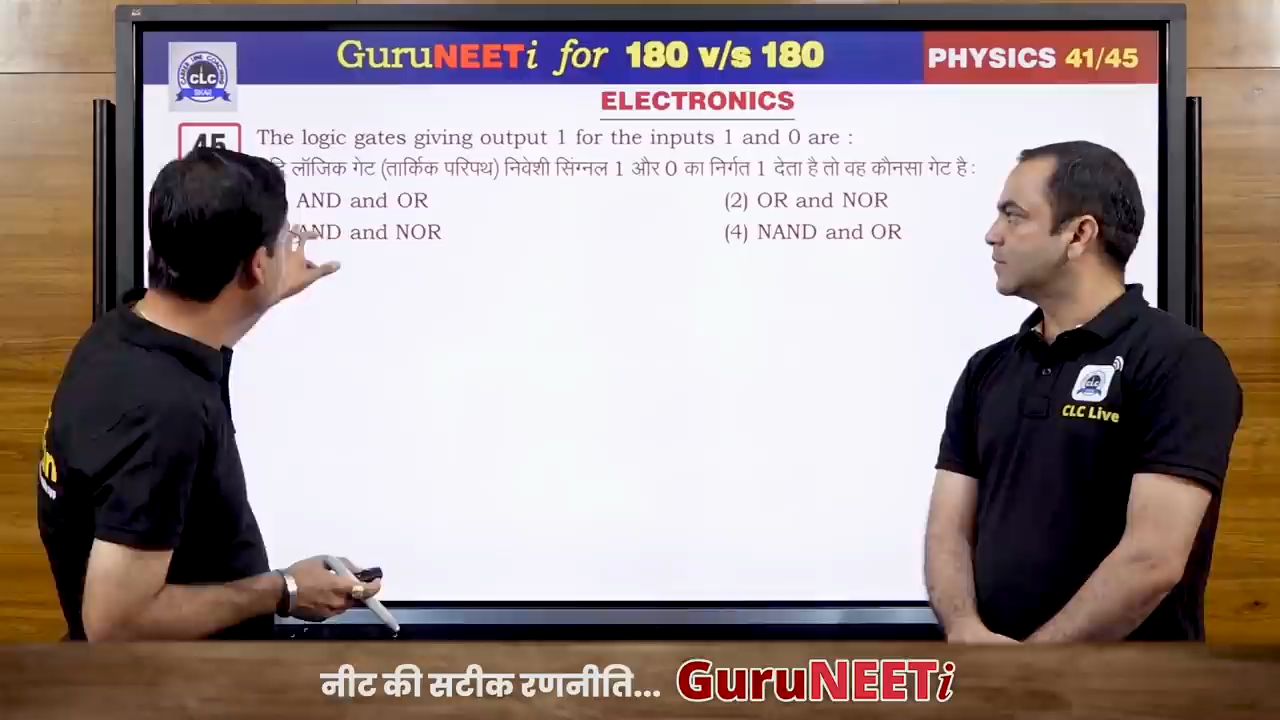 GuruNEETi for 180 v/s 180
PHYSICS 41/45
CLC
ELECTRONICS
45
The logic gates giving output 1 for the inputs 1 and 0 are :
लॉजिक गेट (तार्किक परिपथ) निवेशी सिंग्नल 1 और 0 का निर्गत 1 देता है तो वह कौनसा गेट है :
AND and OR
(2) OR and NOR
AND and NOR
(4) NAND and OR
CLC Live
नीट की सटीक रणनीति... GuruNEETi